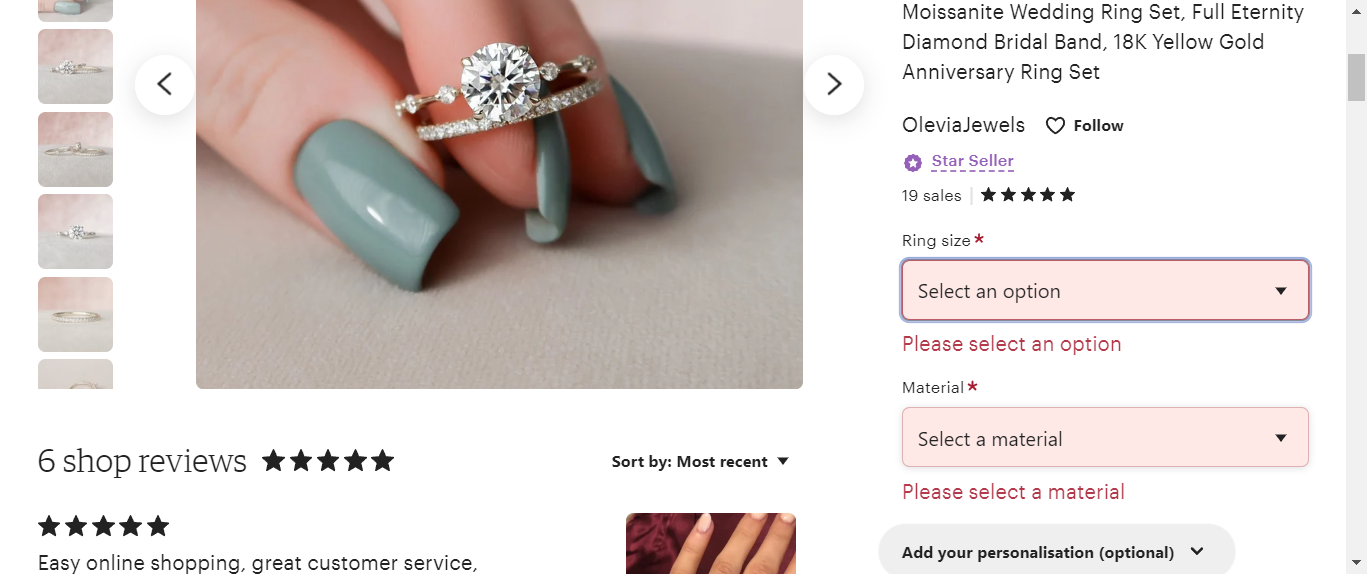 Moissanite Wedding Ring Set, Full Eternity
Diamond Bridal Band, 18K Yellow Gold
Anniversary Ring Set
OleviaJewels Follow
Star Seller
19 sales
Ring size*
Select an option
Please select an option
Material*
Select a material
Please select a material
Add your personalisation (optional)
6 shop reviews
Sort by: Most recent
Easy online shopping, great customer service,